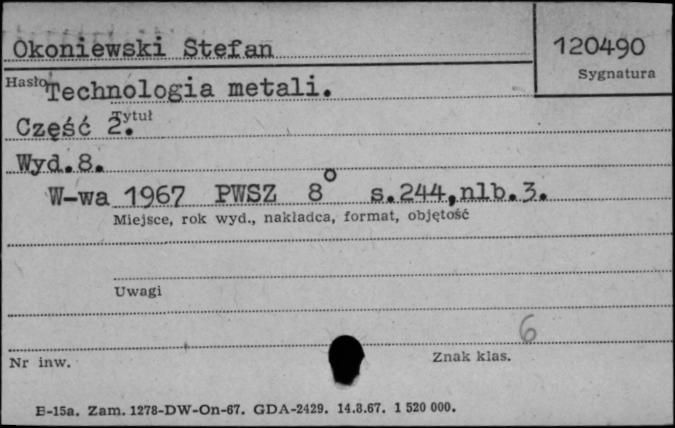 Okoniewski Stefan
120490
Sygnatura
Hasło
Technologia metali.
Tytuł
Część 2.
Wyd.8.
W-wa 1967 PWSZ 8° s.244,nlb.3.
Miejsce, rok wyd., nakładca, format, objętość
Uwagi
6
Nr inw.
Znak klas.
E-15a. Zam. 1278-DW-On-67. GDA-2429. 14.8.67. 1 520 000.